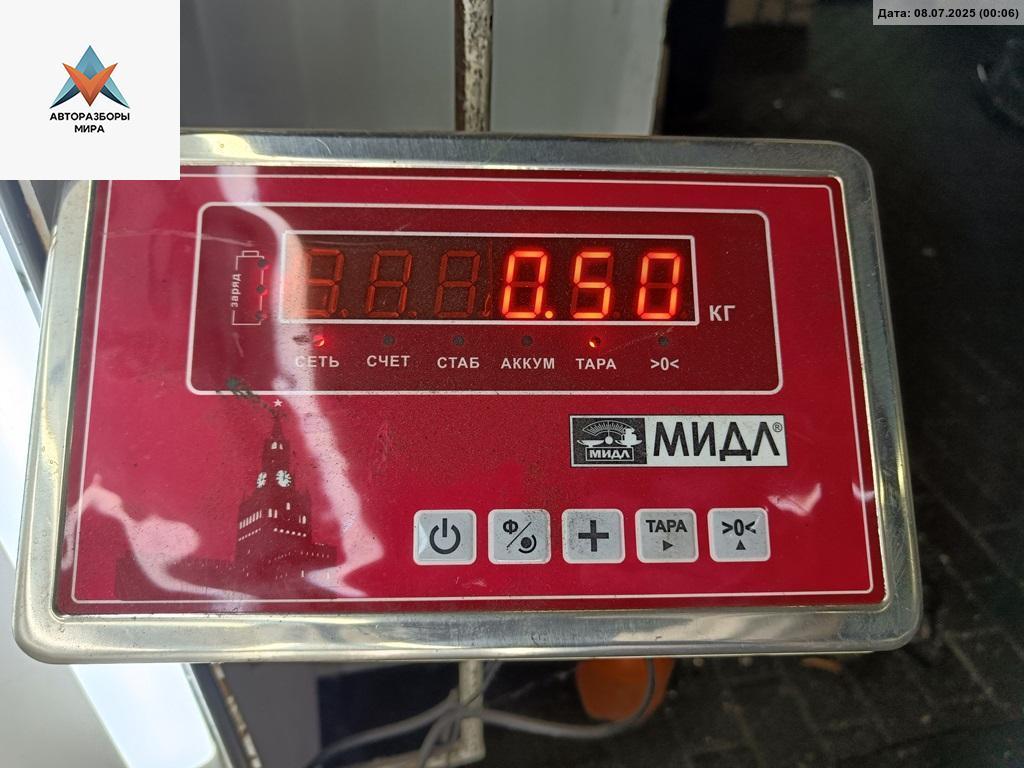 Дата: 08.07.2025 (00:06)
АВТОРАЗБОРЫ
МИРА
заряд
0.50
КГ
СЕТЬ СЧЕТ СТАБ АККУМ ТАРА >0<
МИДЛ МИДЛ®
Ф ТАРА >0<